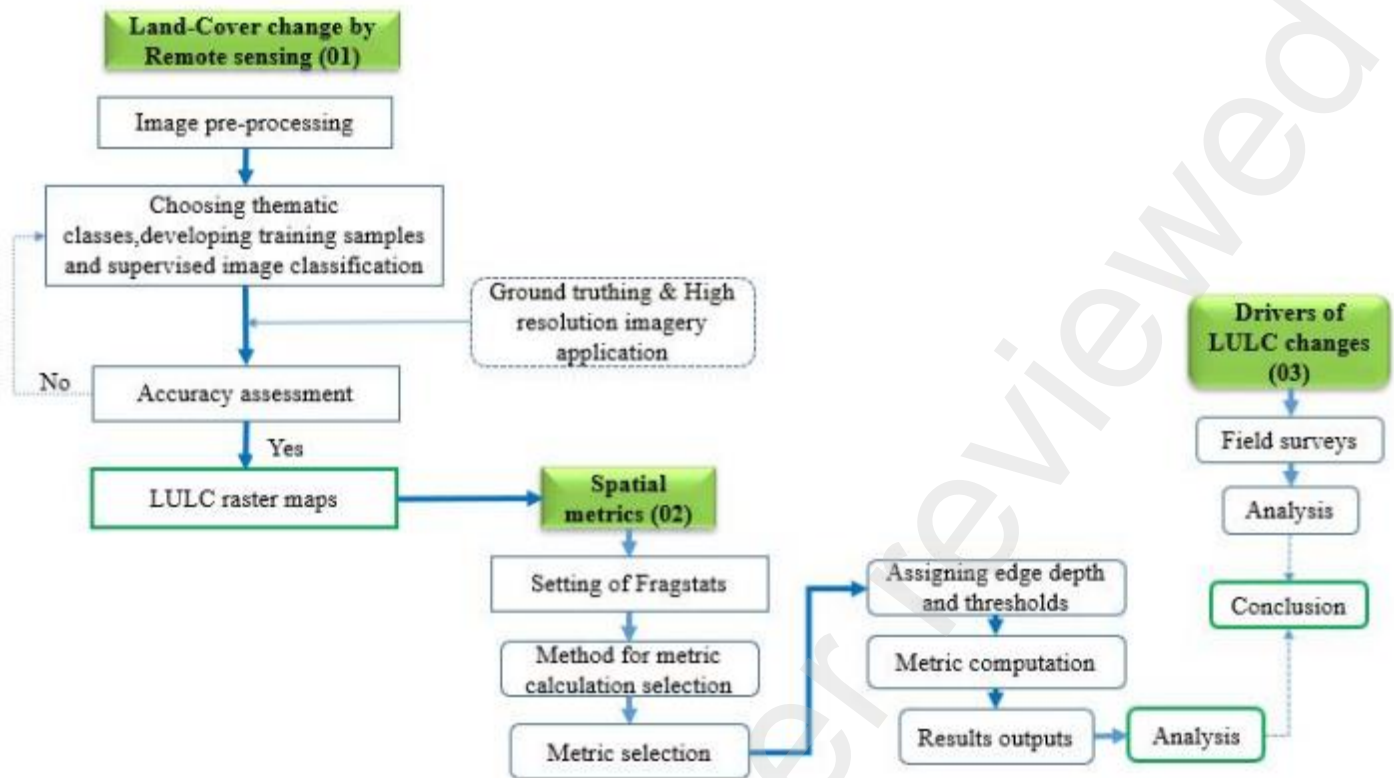 Land-Cover change by
Remote sensing (01)
Image pre-processing
Choosing thematic
classes,developing training samples
and supervised image classification
Ground truthing & High
resolution imagery
application
No
Accuracy assessment
Yes
LULC raster maps
Spatial
metrics (02)
Setting of Fragstats
Method for metric
calculation selection
Metric selection
Assigning edge depth
and thresholds
Metric computation
Results outputs
Analysis
Drivers of
LULC changes
(03)
Field surveys
Analysis
Conclusion
er reviewed